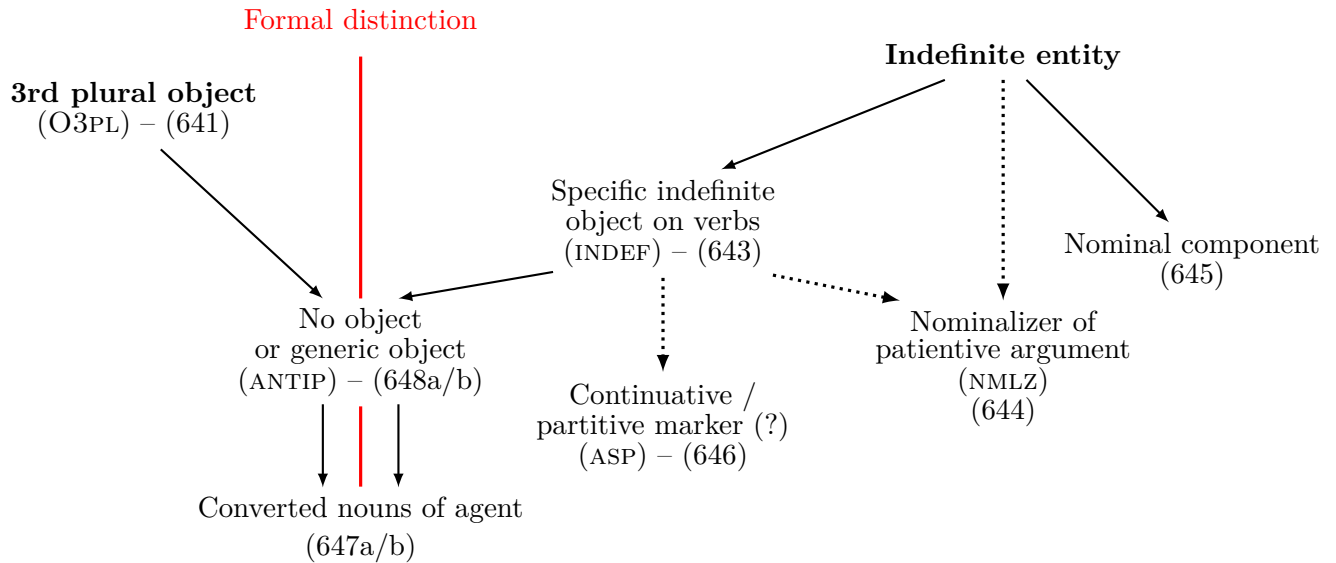 Formal distinction
Indefinite entity
3rd plural object
(O3PL) – (641)
Specific indefinite
object on verbs
(INDEF) – (643)
Nominal component
(645)
No object
or generic object
(ANTIP) – (648a/b)
Nominalizer of
patientive argument
(NMLZ)
(644)
Continuative /
partitive marker (?)
(ASP) – (646)
Converted nouns of agent
(647a/b)